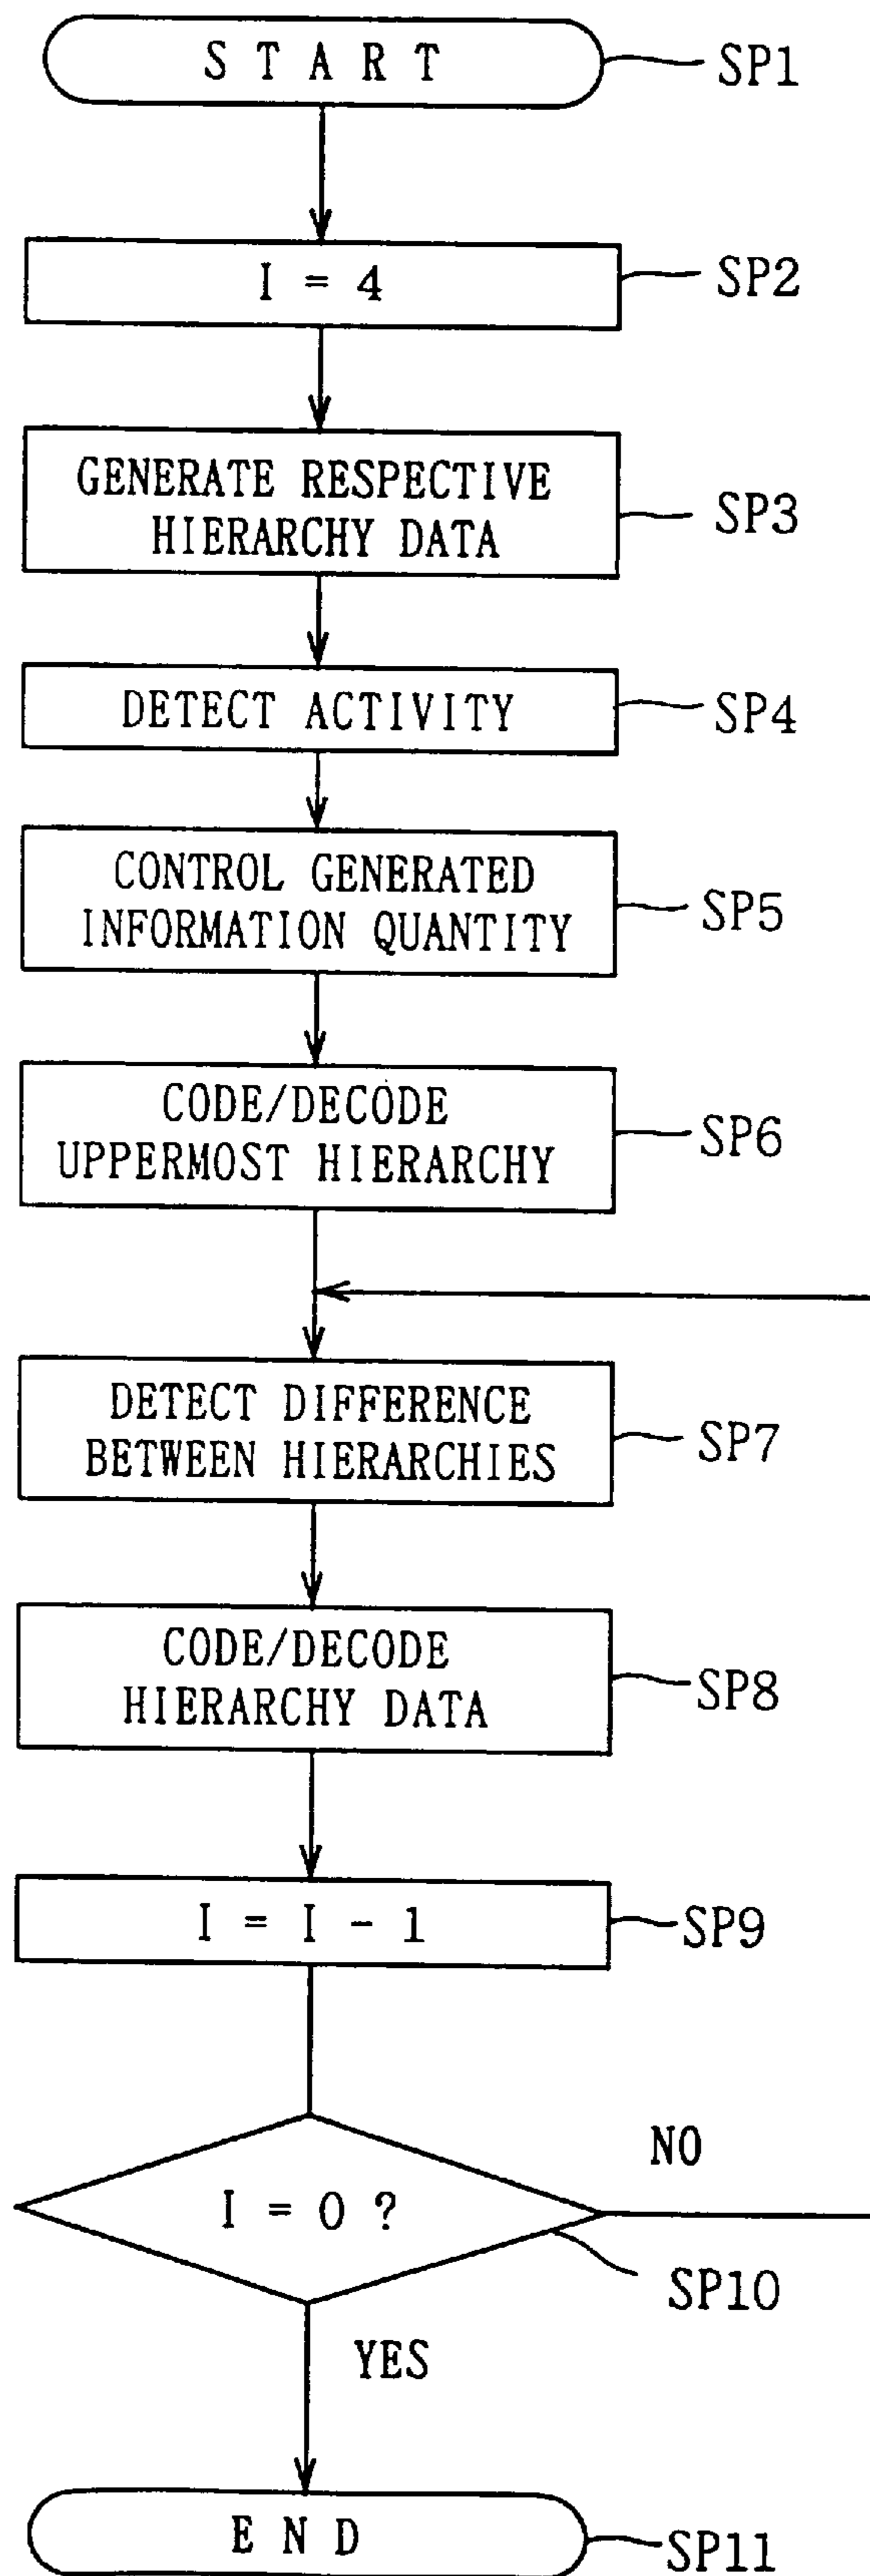 START
SP1
I = 4
SP2
GENERATE RESPECTIVE
HIERARCHY DATA
SP3
DETECT ACTIVITY
SP4
CONTROL GENERATED
INFORMATION QUANTITY
SP5
CODE/DECODE
UPPERMOST HIERARCHY
SP6
DETECT DIFFERENCE
BETWEEN HIERARCHIES
SP7
CODE/DECODE
HIERARCHY DATA
SP8
I = I - 1
SP9
NO
I = 0 ?
SP10
YES
END
SP11